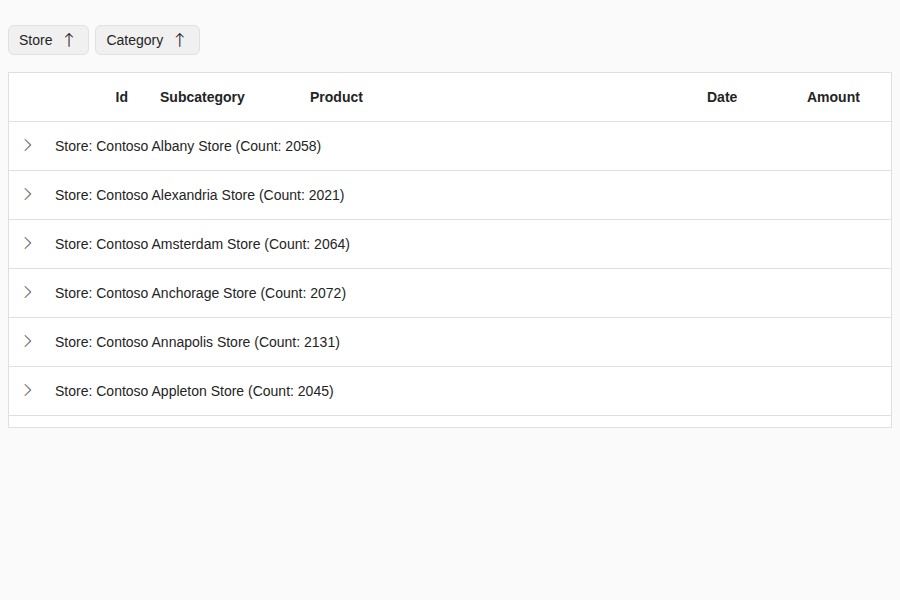 Store Category
Id Subcategory Product Date Amount
Store: Contoso Albany Store (Count: 2058)
Store: Contoso Alexandria Store (Count: 2021)
Store: Contoso Amsterdam Store (Count: 2064)
Store: Contoso Anchorage Store (Count: 2072)
Store: Contoso Annapolis Store (Count: 2131)
Store: Contoso Appleton Store (Count: 2045)